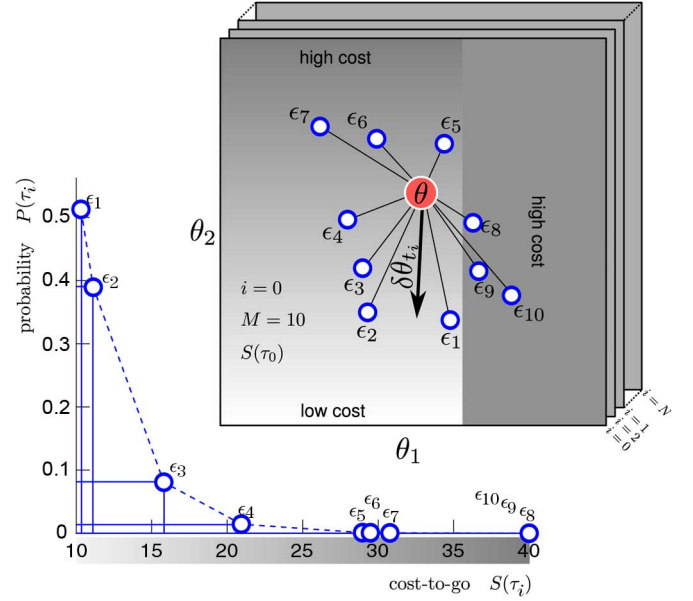 high cost
ϵ7
ϵ6
ϵ5
θ
ϵ4
ϵ8
high cost
ϵ3
ϵ9
ϵ10
δθti
ϵ2
ϵ1
θ2
i = 0
M = 10
S(τ0)
low cost
θ1
i = 0
i = 1
i = 2
i = N
probability P(τi)
0.5
0.4
0.3
0.2
0.1
0
ϵ1
ϵ2
ϵ3
ϵ4
ϵ5
ϵ6
ϵ7
ϵ10 ϵ9 ϵ8
10 15 20 25 30 35 40
cost-to-go S(τi)